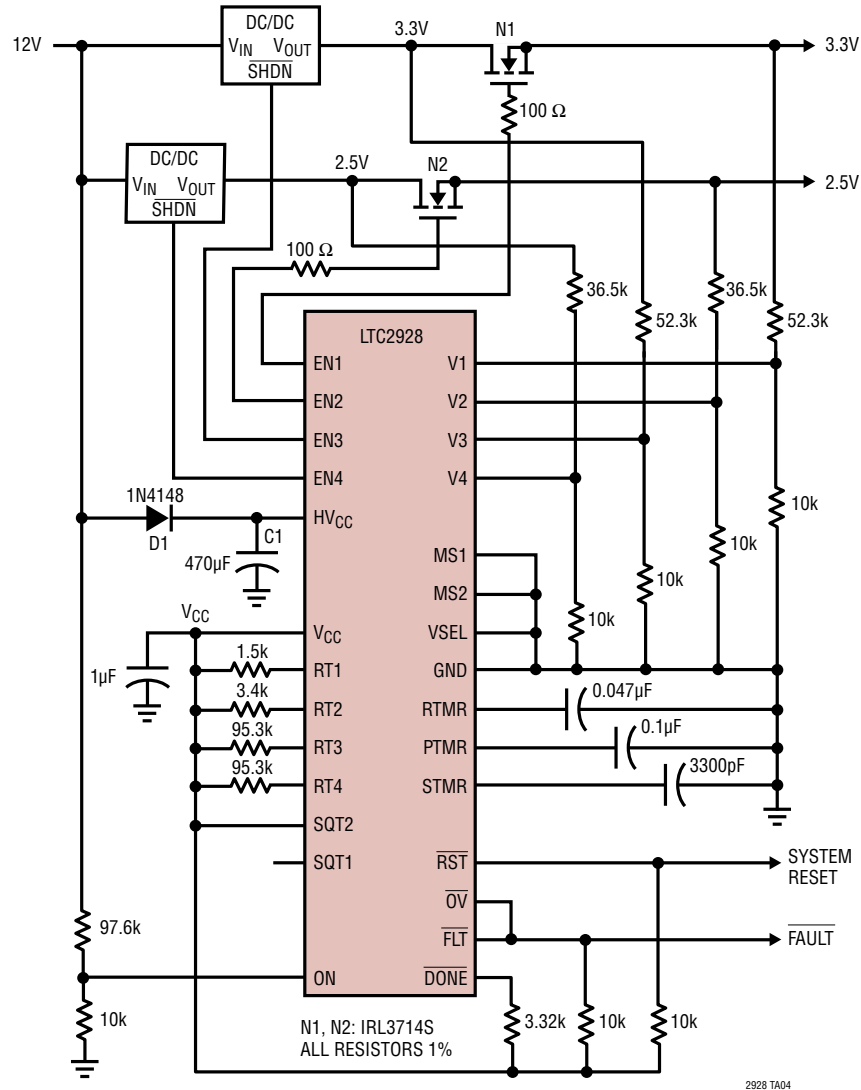 12V
DC/DC
VIN VOUT
SHDN
3.3V
N1
3.3V
100 Ω
DC/DC
VIN VOUT
SHDN
2.5V
N2
2.5V
100 Ω
36.5k
52.3k
36.5k
52.3k
LTC2928
EN1
EN2
EN3
EN4
HVCC
VCC
RT1
RT2
RT3
RT4
SQT2
SQT1
ON
V1
V2
V3
V4
MS1
MS2
VSEL
GND
RTMR
PTMR
STMR
RST
OV
FLT
DONE
1N4148
D1
C1
470µF
VCC
1µF
1.5k
3.4k
95.3k
95.3k
10k
10k
10k
10k
0.047µF
0.1µF
3300pF
SYSTEM
RESET
FAULT
97.6k
10k
3.32k
10k
10k
N1, N2: IRL3714S
ALL RESISTORS 1%
2928 TA04